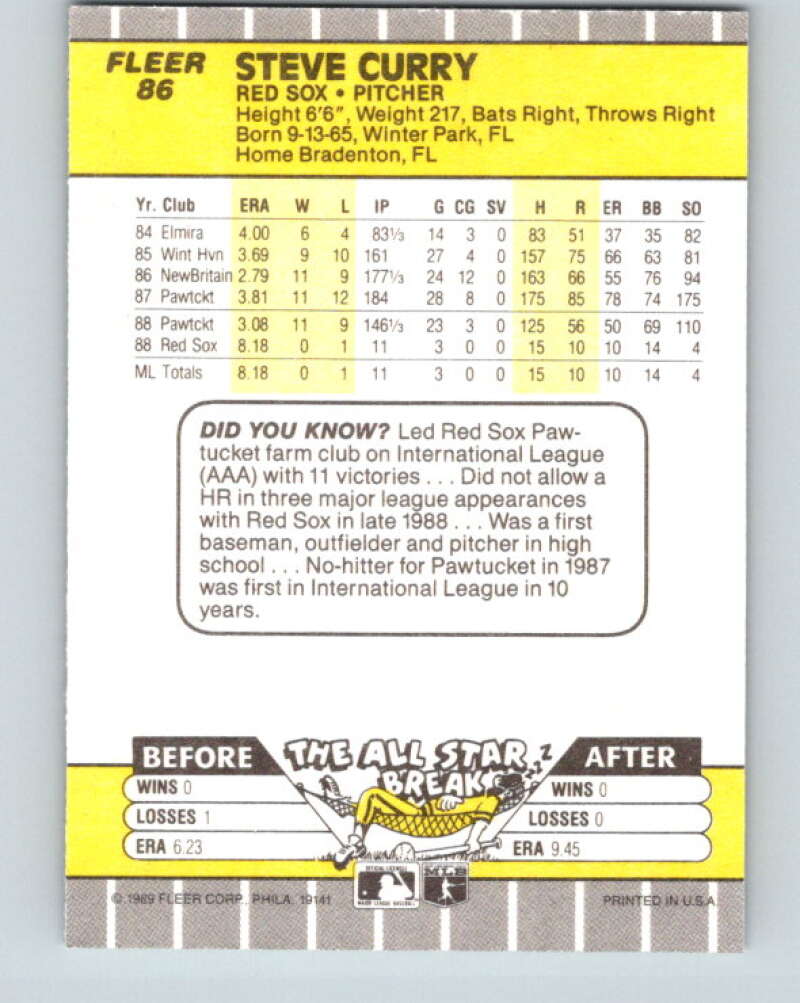 FLEER
86
STEVE CURRY
RED SOX • PITCHER
Height 6'6", Weight 217, Bats Right, Throws Right
Born 9-13-65, Winter Park, FL
Home Bradenton, FL
Yr. Club ERA W L IP G CG SV H R ER BB SO
84 Elmira 4.00 6 4 83⅓ 14 3 0 83 51 37 35 82
85 Wint Hvn 3.69 9 10 161 27 4 0 157 75 66 63 81
86 NewBritain 2.79 11 9 177⅓ 24 12 0 163 66 55 76 94
87 Pawtckt 3.81 11 12 184 28 8 0 175 85 78 74 175
88 Pawtckt 3.08 11 9 146⅓ 23 3 0 125 56 50 69 110
88 Red Sox 8.18 0 1 11 3 0 0 15 10 10 14 4
ML Totals 8.18 0 1 11 3 0 0 15 10 10 14 4
DID YOU KNOW? Led Red Sox Paw-
tucket farm club on International League
(AAA) with 11 victories . . . Did not allow a
HR in three major league appearances
with Red Sox in late 1988 . . . Was a first
baseman, outfielder and pitcher in high
school . . . No-hitter for Pawtucket in 1987
was first in International League in 10
years.
BEFORE THE ALL STAR BREAK ZZZ AFTER
WINS 0 WINS 0
LOSSES 1 LOSSES 0
ERA 6.23 ERA 9.45
OFFICIAL LICENSEE
MAJOR LEAGUE BASEBALL
MLB
© 1989 FLEER CORP., PHILA. 19141 PRINTED IN U.S.A.